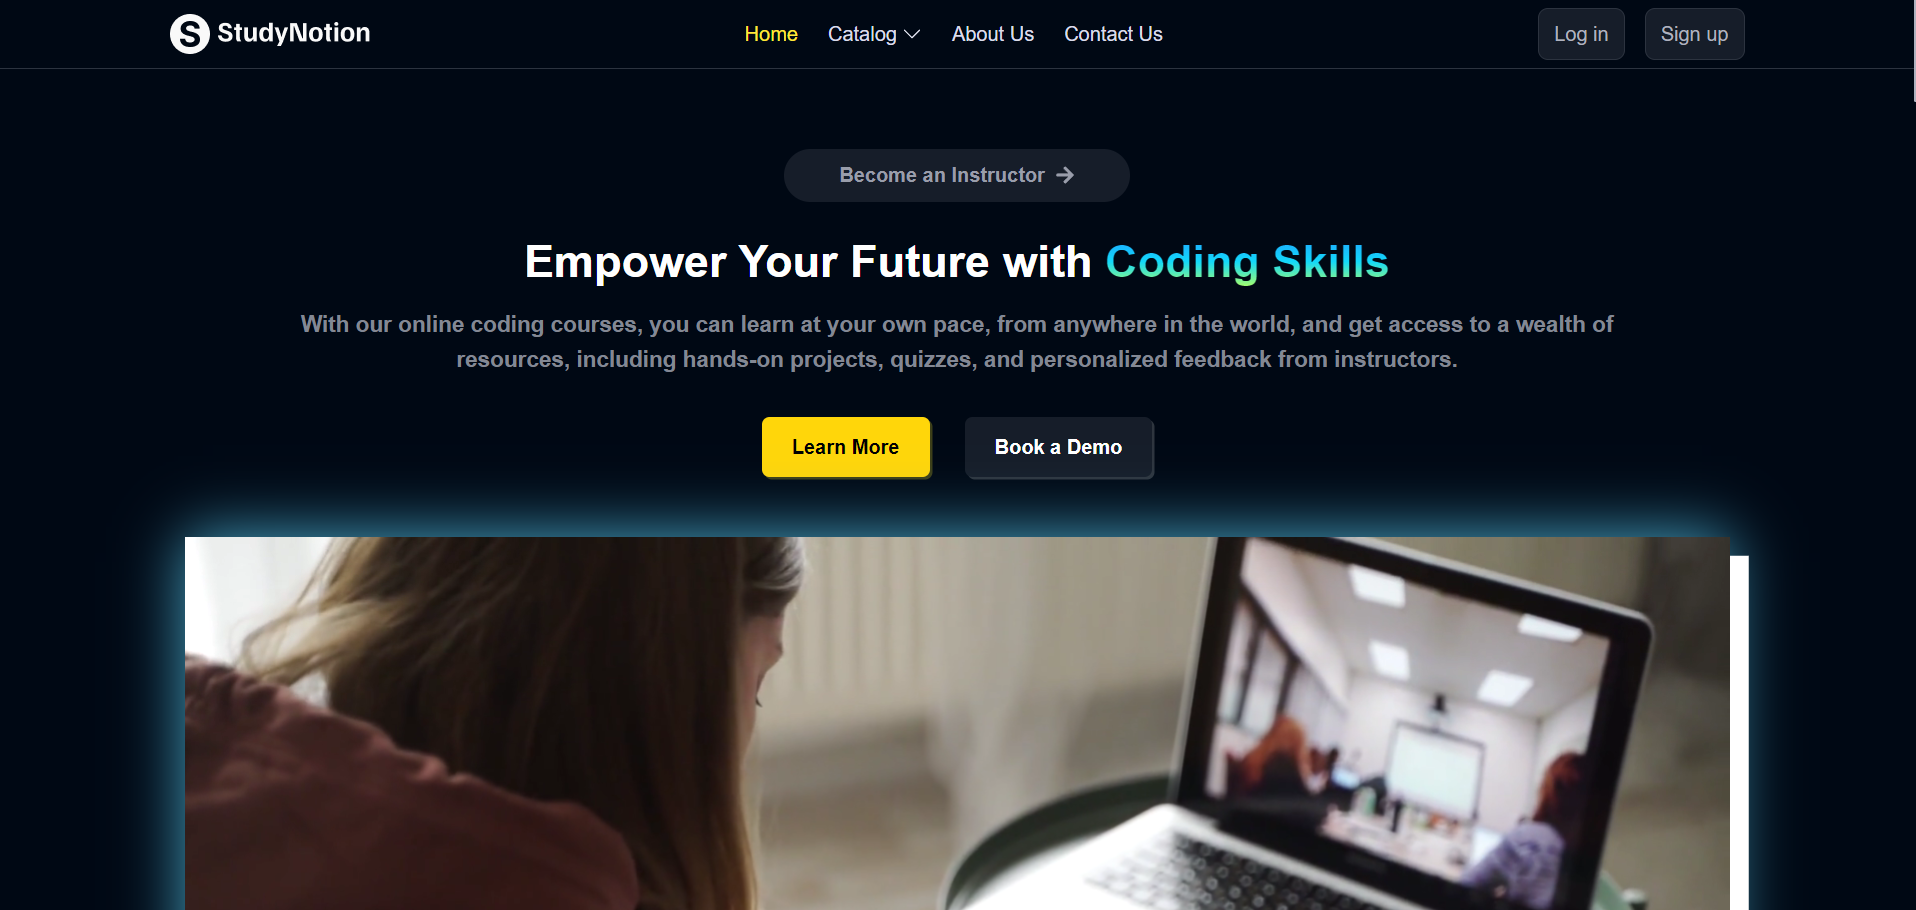 StudyNotion
Home Catalog About Us Contact Us
Log in Sign up
Become an Instructor
Empower Your Future with Coding Skills
With our online coding courses, you can learn at your own pace, from anywhere in the world, and get access to a wealth of
resources, including hands-on projects, quizzes, and personalized feedback from instructors.
Learn More Book a Demo